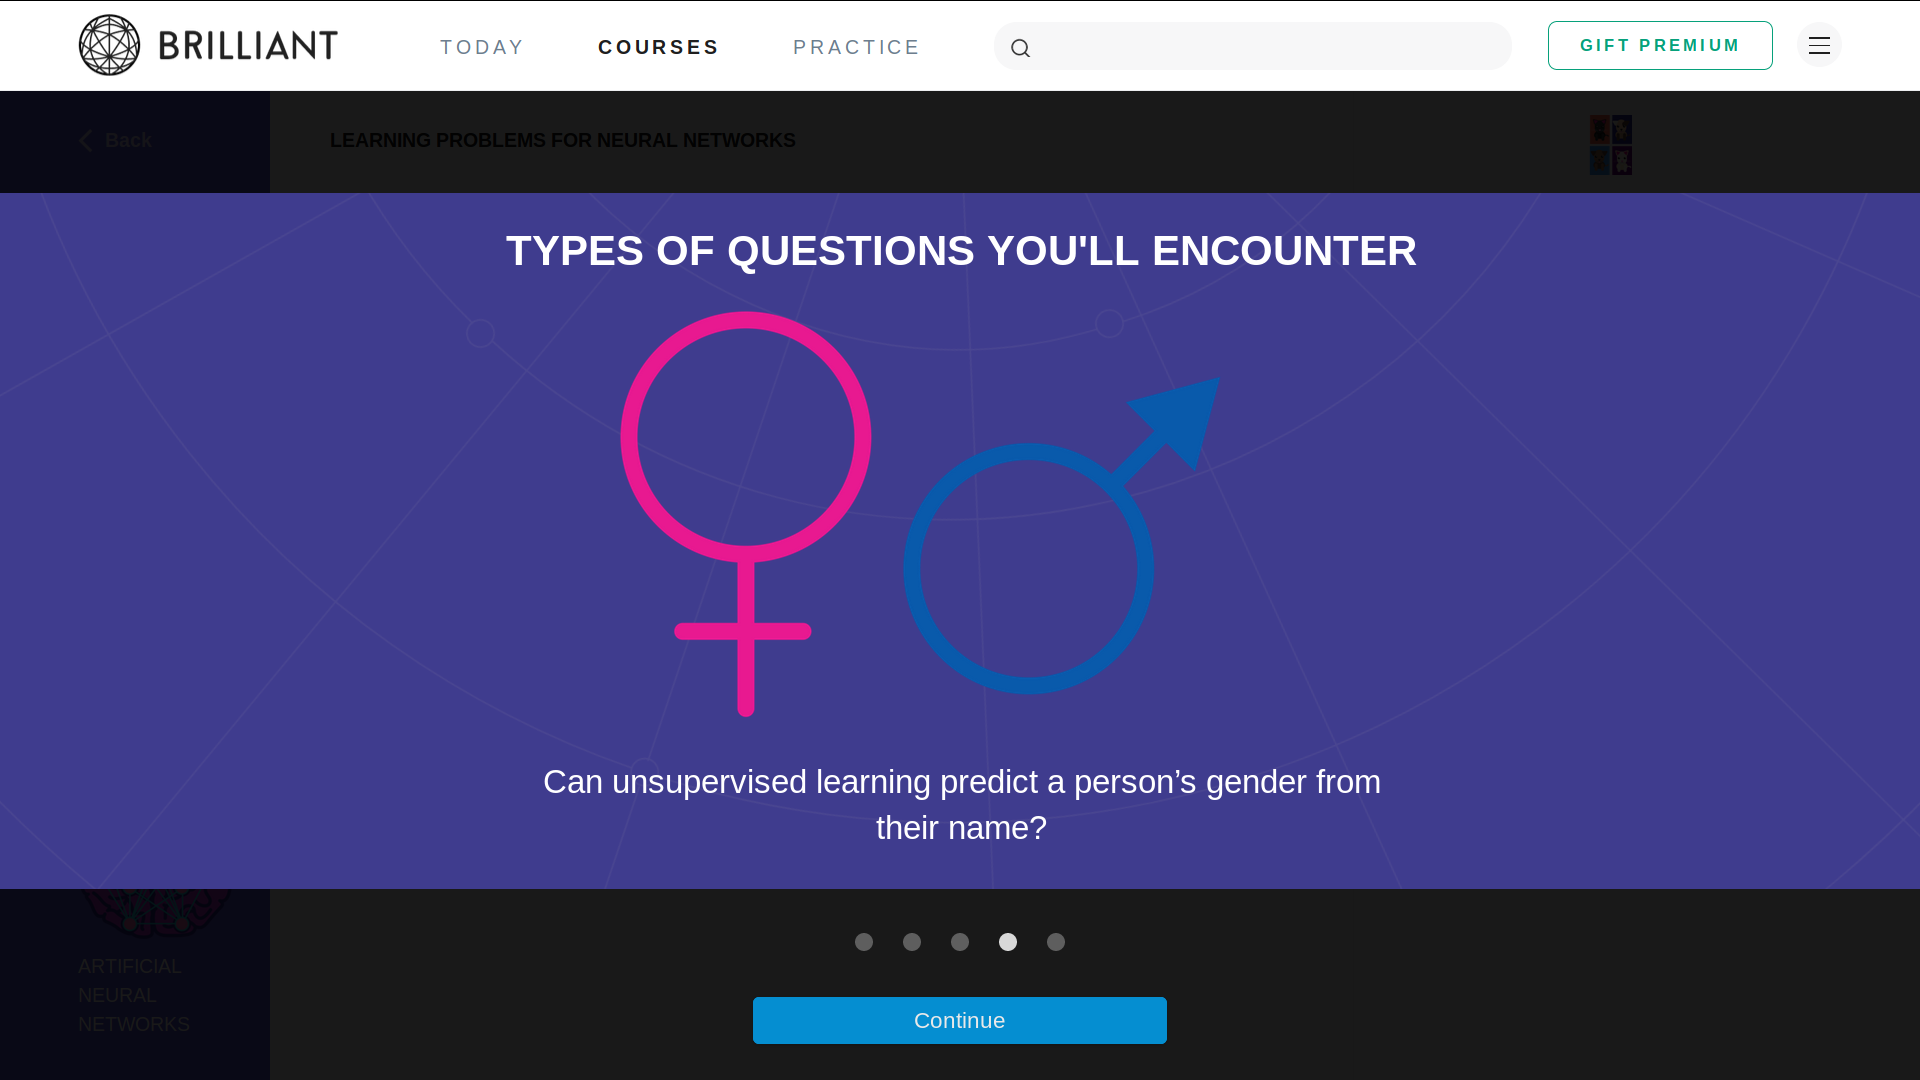 BRILLIANT
TODAY
COURSES
PRACTICE
GIFT PREMIUM
Back
LEARNING PROBLEMS FOR NEURAL NETWORKS
TYPES OF QUESTIONS YOU'LL ENCOUNTER
Can unsupervised learning predict a person’s gender from
their name?
ARTIFICIAL
NEURAL
NETWORKS
Continue